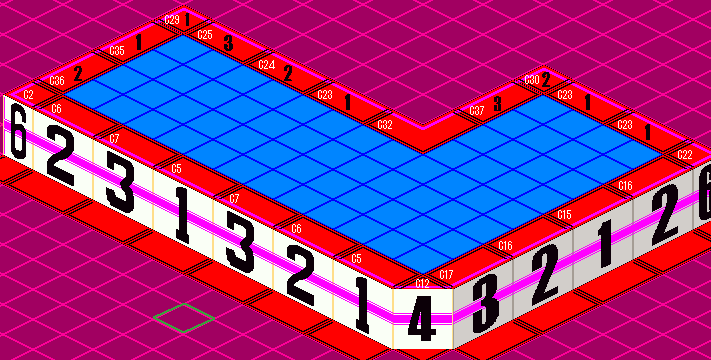 C29 1
C25 3
C35 1
C24 2
C36 2
C23 1
C32
C30 2
C37 3
C23 1
C23 1
C22
C2
C6
C7
C5
C7
C6
C5
C12
C17
C16
C15
C16
6 2 3 1 3 2 1 4 3 2 1 2 6